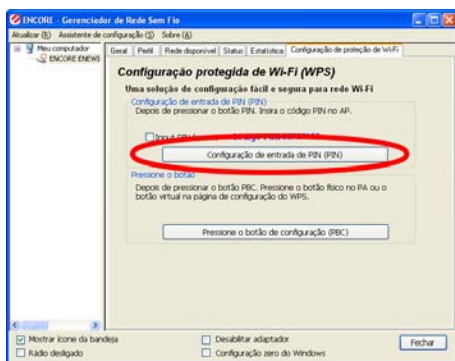 ENCORE - Gerenciador de Rede Sem Fio
Atualizar (R) Assistente de configuração (S) Sobre (A)
Meu computador
ENCORE ENEWI
Geral Perfil Rede disponível Status Estatística Configuração de proteção de Wi-Fi
Configuração protegida de Wi-Fi (WPS)
Uma solução de configuração fácil e segura para rede Wi-Fi
Configuração de entrada de PIN (PIN)
Depois de pressionar o botão PIN. Insira o código PIN no AP.
Input PIN
Configuração de entrada de PIN (PIN)
Pressione o botão
Depois de pressionar o botão PBC. Pressione o botão físico no PA ou o
botão virtual na página de configuração do WPS.
Pressione o botão de configuração (PBC)
Mostrar ícone da bandeja
Desabilitar adaptador
Fechar
Rádio desligado
Configuração zero do Windows